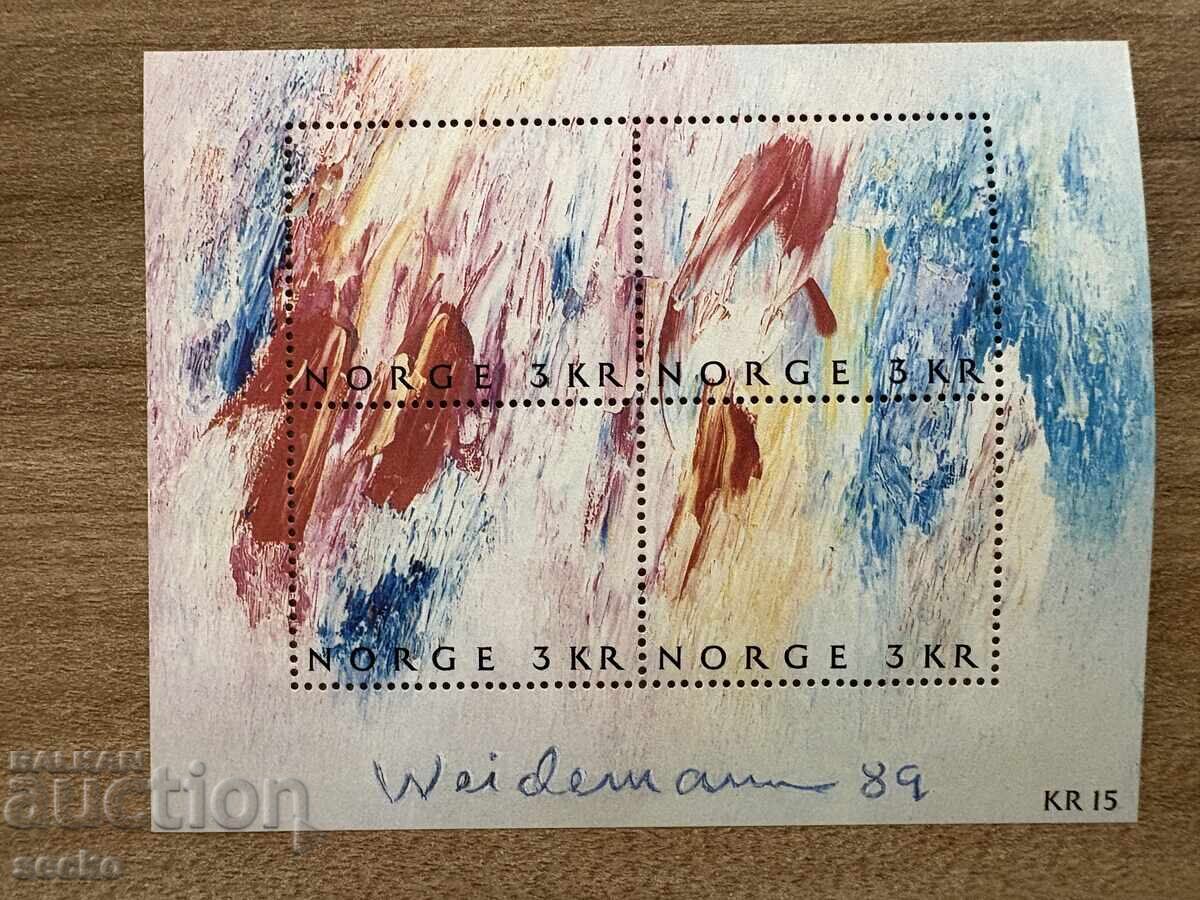 NORGE 3 KR NORGE 3 KR
NORGE 3 KR NORGE 3 KR
Weidemann 89
KR 15
BALKAN
auction
secko